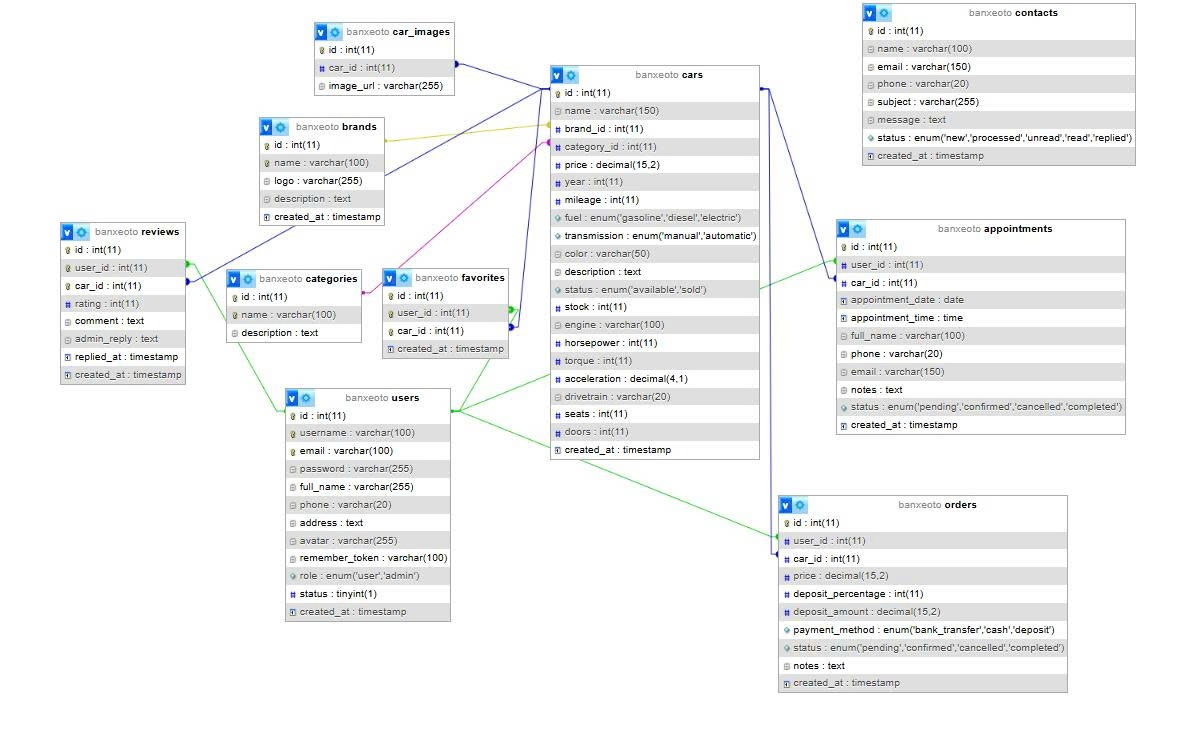 banxeoto car_images
id : int(11)
car_id : int(11)
image_url : varchar(255)
banxeoto brands
id : int(11)
name : varchar(100)
logo : varchar(255)
description : text
created_at : timestamp
banxeoto reviews
id : int(11)
user_id : int(11)
car_id : int(11)
rating : int(11)
comment : text
admin_reply : text
replied_at : timestamp
created_at : timestamp
banxeoto categories
id : int(11)
name : varchar(100)
description : text
banxeoto favorites
id : int(11)
user_id : int(11)
car_id : int(11)
created_at : timestamp
banxeoto users
id : int(11)
username : varchar(100)
email : varchar(100)
password : varchar(255)
full_name : varchar(255)
phone : varchar(20)
address : text
avatar : varchar(255)
remember_token : varchar(100)
role : enum('user','admin')
status : tinyint(1)
created_at : timestamp
banxeoto cars
id : int(11)
name : varchar(150)
brand_id : int(11)
category_id : int(11)
price : decimal(15,2)
year : int(11)
mileage : int(11)
fuel : enum('gasoline','diesel','electric')
transmission : enum('manual','automatic')
color : varchar(50)
description : text
status : enum('available','sold')
stock : int(11)
engine : varchar(100)
horsepower : int(11)
torque : int(11)
acceleration : decimal(4,1)
drivetrain : varchar(20)
seats : int(11)
doors : int(11)
created_at : timestamp
banxeoto contacts
id : int(11)
name : varchar(100)
email : varchar(150)
phone : varchar(20)
subject : varchar(255)
message : text
status : enum('new','processed','unread','read','replied')
created_at : timestamp
banxeoto appointments
id : int(11)
user_id : int(11)
car_id : int(11)
appointment_date : date
appointment_time : time
full_name : varchar(100)
phone : varchar(20)
email : varchar(150)
notes : text
status : enum('pending','confirmed','cancelled','completed')
created_at : timestamp
banxeoto orders
id : int(11)
user_id : int(11)
car_id : int(11)
price : decimal(15,2)
deposit_percentage : int(11)
deposit_amount : decimal(15,2)
payment_method : enum('bank_transfer','cash','deposit')
status : enum('pending','confirmed','cancelled','completed')
notes : text
created_at : timestamp